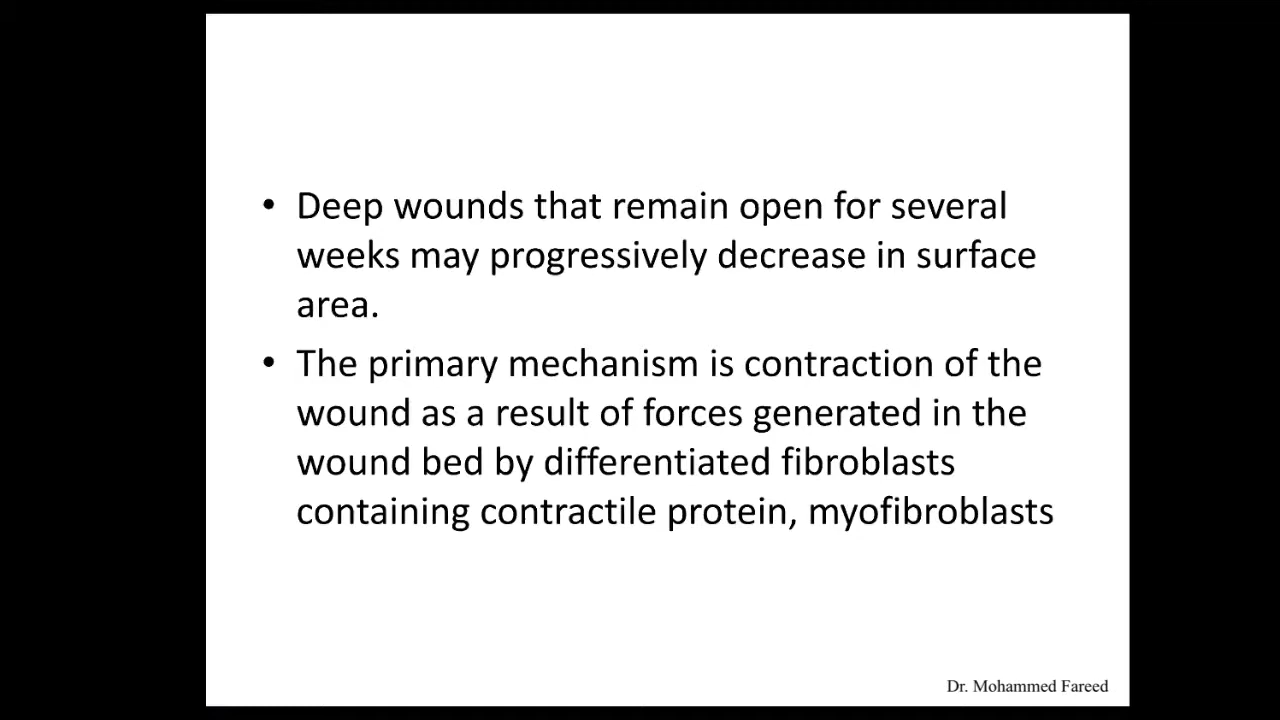 • Deep wounds that remain open for several
weeks may progressively decrease in surface
area.
• The primary mechanism is contraction of the
wound as a result of forces generated in the
wound bed by differentiated fibroblasts
containing contractile protein, myofibroblasts
Dr. Mohammed Fareed